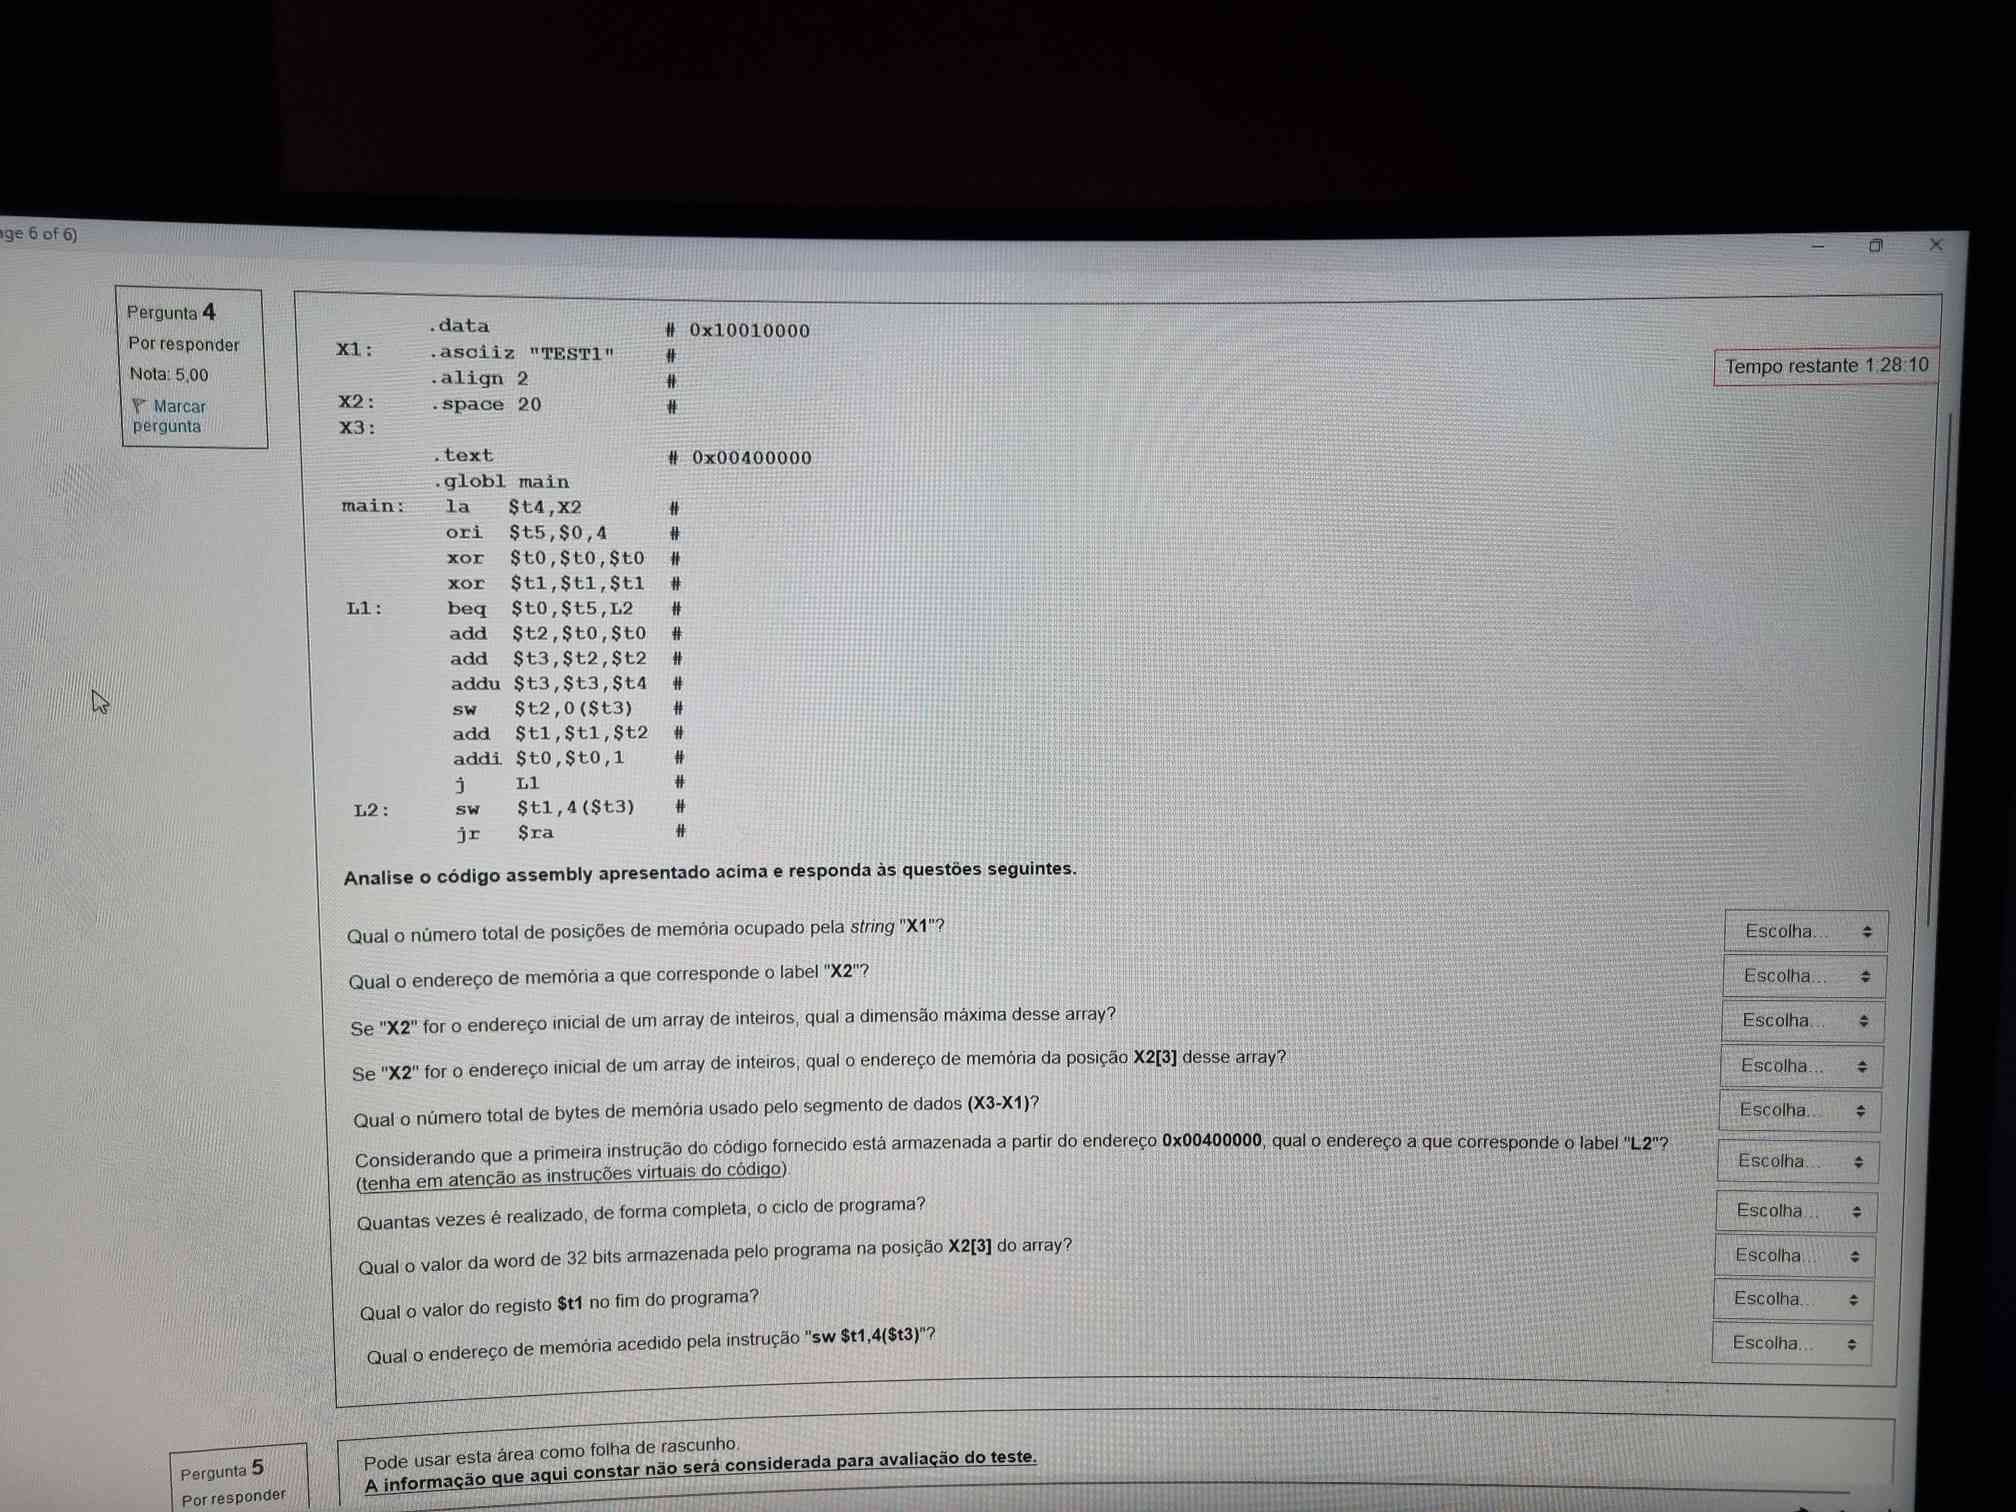 age 6 of 6)
Pergunta 4
Por responder
Nota: 5,00
Marcar
pergunta
Tempo restante 1:28:10
.data # 0x10010000
X1: .asciiz "TEST1" #
.align 2 #
X2: .space 20 #
X3:
.text # 0x00400000
.globl main
main: la $t4,X2 #
ori $t5,$0,4 #
xor $t0,$t0,$t0 #
xor $t1,$t1,$t1 #
L1: beq $t0,$t5,L2 #
add $t2,$t0,$t0 #
add $t3,$t2,$t2 #
addu $t3,$t3,$t4 #
sw $t2,0($t3) #
add $t1,$t1,$t2 #
addi $t0,$t0,1 #
j L1 #
L2: sw $t1,4($t3) #
jr $ra #
Analise o código assembly apresentado acima e responda às questões seguintes.
Qual o número total de posições de memória ocupado pela string "X1"? Escolha...
Qual o endereço de memória a que corresponde o label "X2"? Escolha...
Se "X2" for o endereço inicial de um array de inteiros, qual a dimensão máxima desse array? Escolha...
Se "X2" for o endereço inicial de um array de inteiros, qual o endereço de memória da posição X2[3] desse array? Escolha...
Qual o número total de bytes de memória usado pelo segmento de dados (X3-X1)? Escolha...
Considerando que a primeira instrução do código fornecido está armazenada a partir do endereço 0x00400000, qual o endereço a que corresponde o label "L2"? Escolha...
(tenha em atenção as instruções virtuais do código)
Quantas vezes é realizado, de forma completa, o ciclo de programa? Escolha...
Qual o valor da word de 32 bits armazenada pelo programa na posição X2[3] do array? Escolha...
Qual o valor do registo $t1 no fim do programa? Escolha...
Qual o endereço de memória acedido pela instrução "sw $t1,4($t3)"? Escolha...
Pergunta 5
Por responder
Pode usar esta área como folha de rascunho.
A informação que aqui constar não será considerada para avaliação do teste.